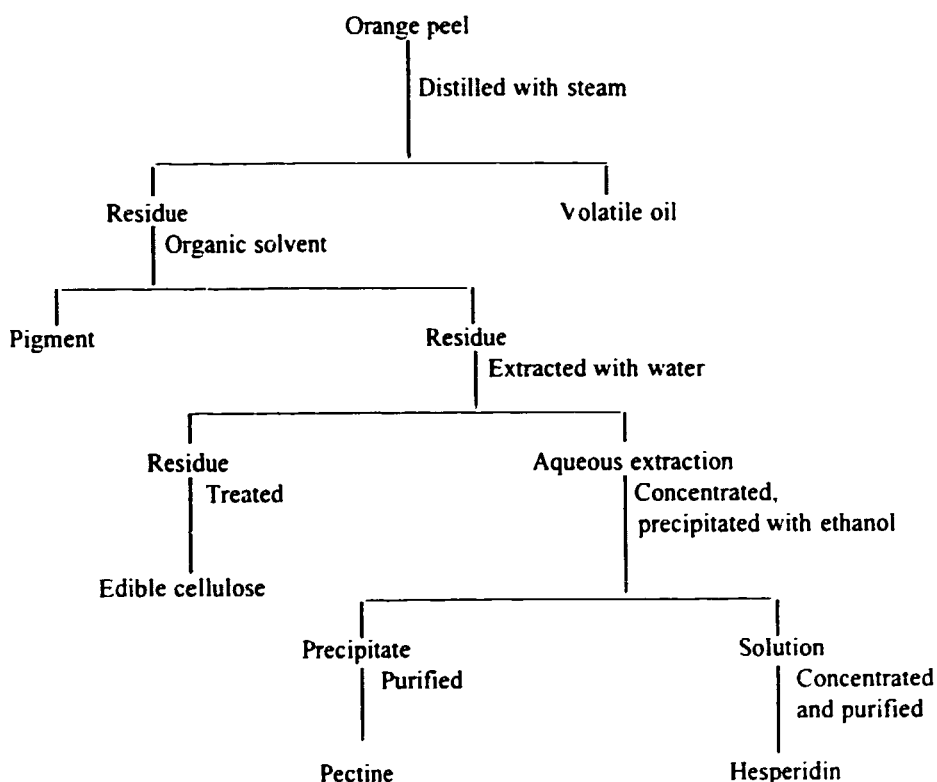 Orange peel
Distilled with steam
Residue
Volatile oil
Organic solvent
Pigment
Residue
Extracted with water
Residue
Aqueous extraction
Treated
Concentrated,
precipitated with ethanol
Edible cellulose
Precipitate
Solution
Purified
Concentrated
and purified
Pectine
Hesperidin